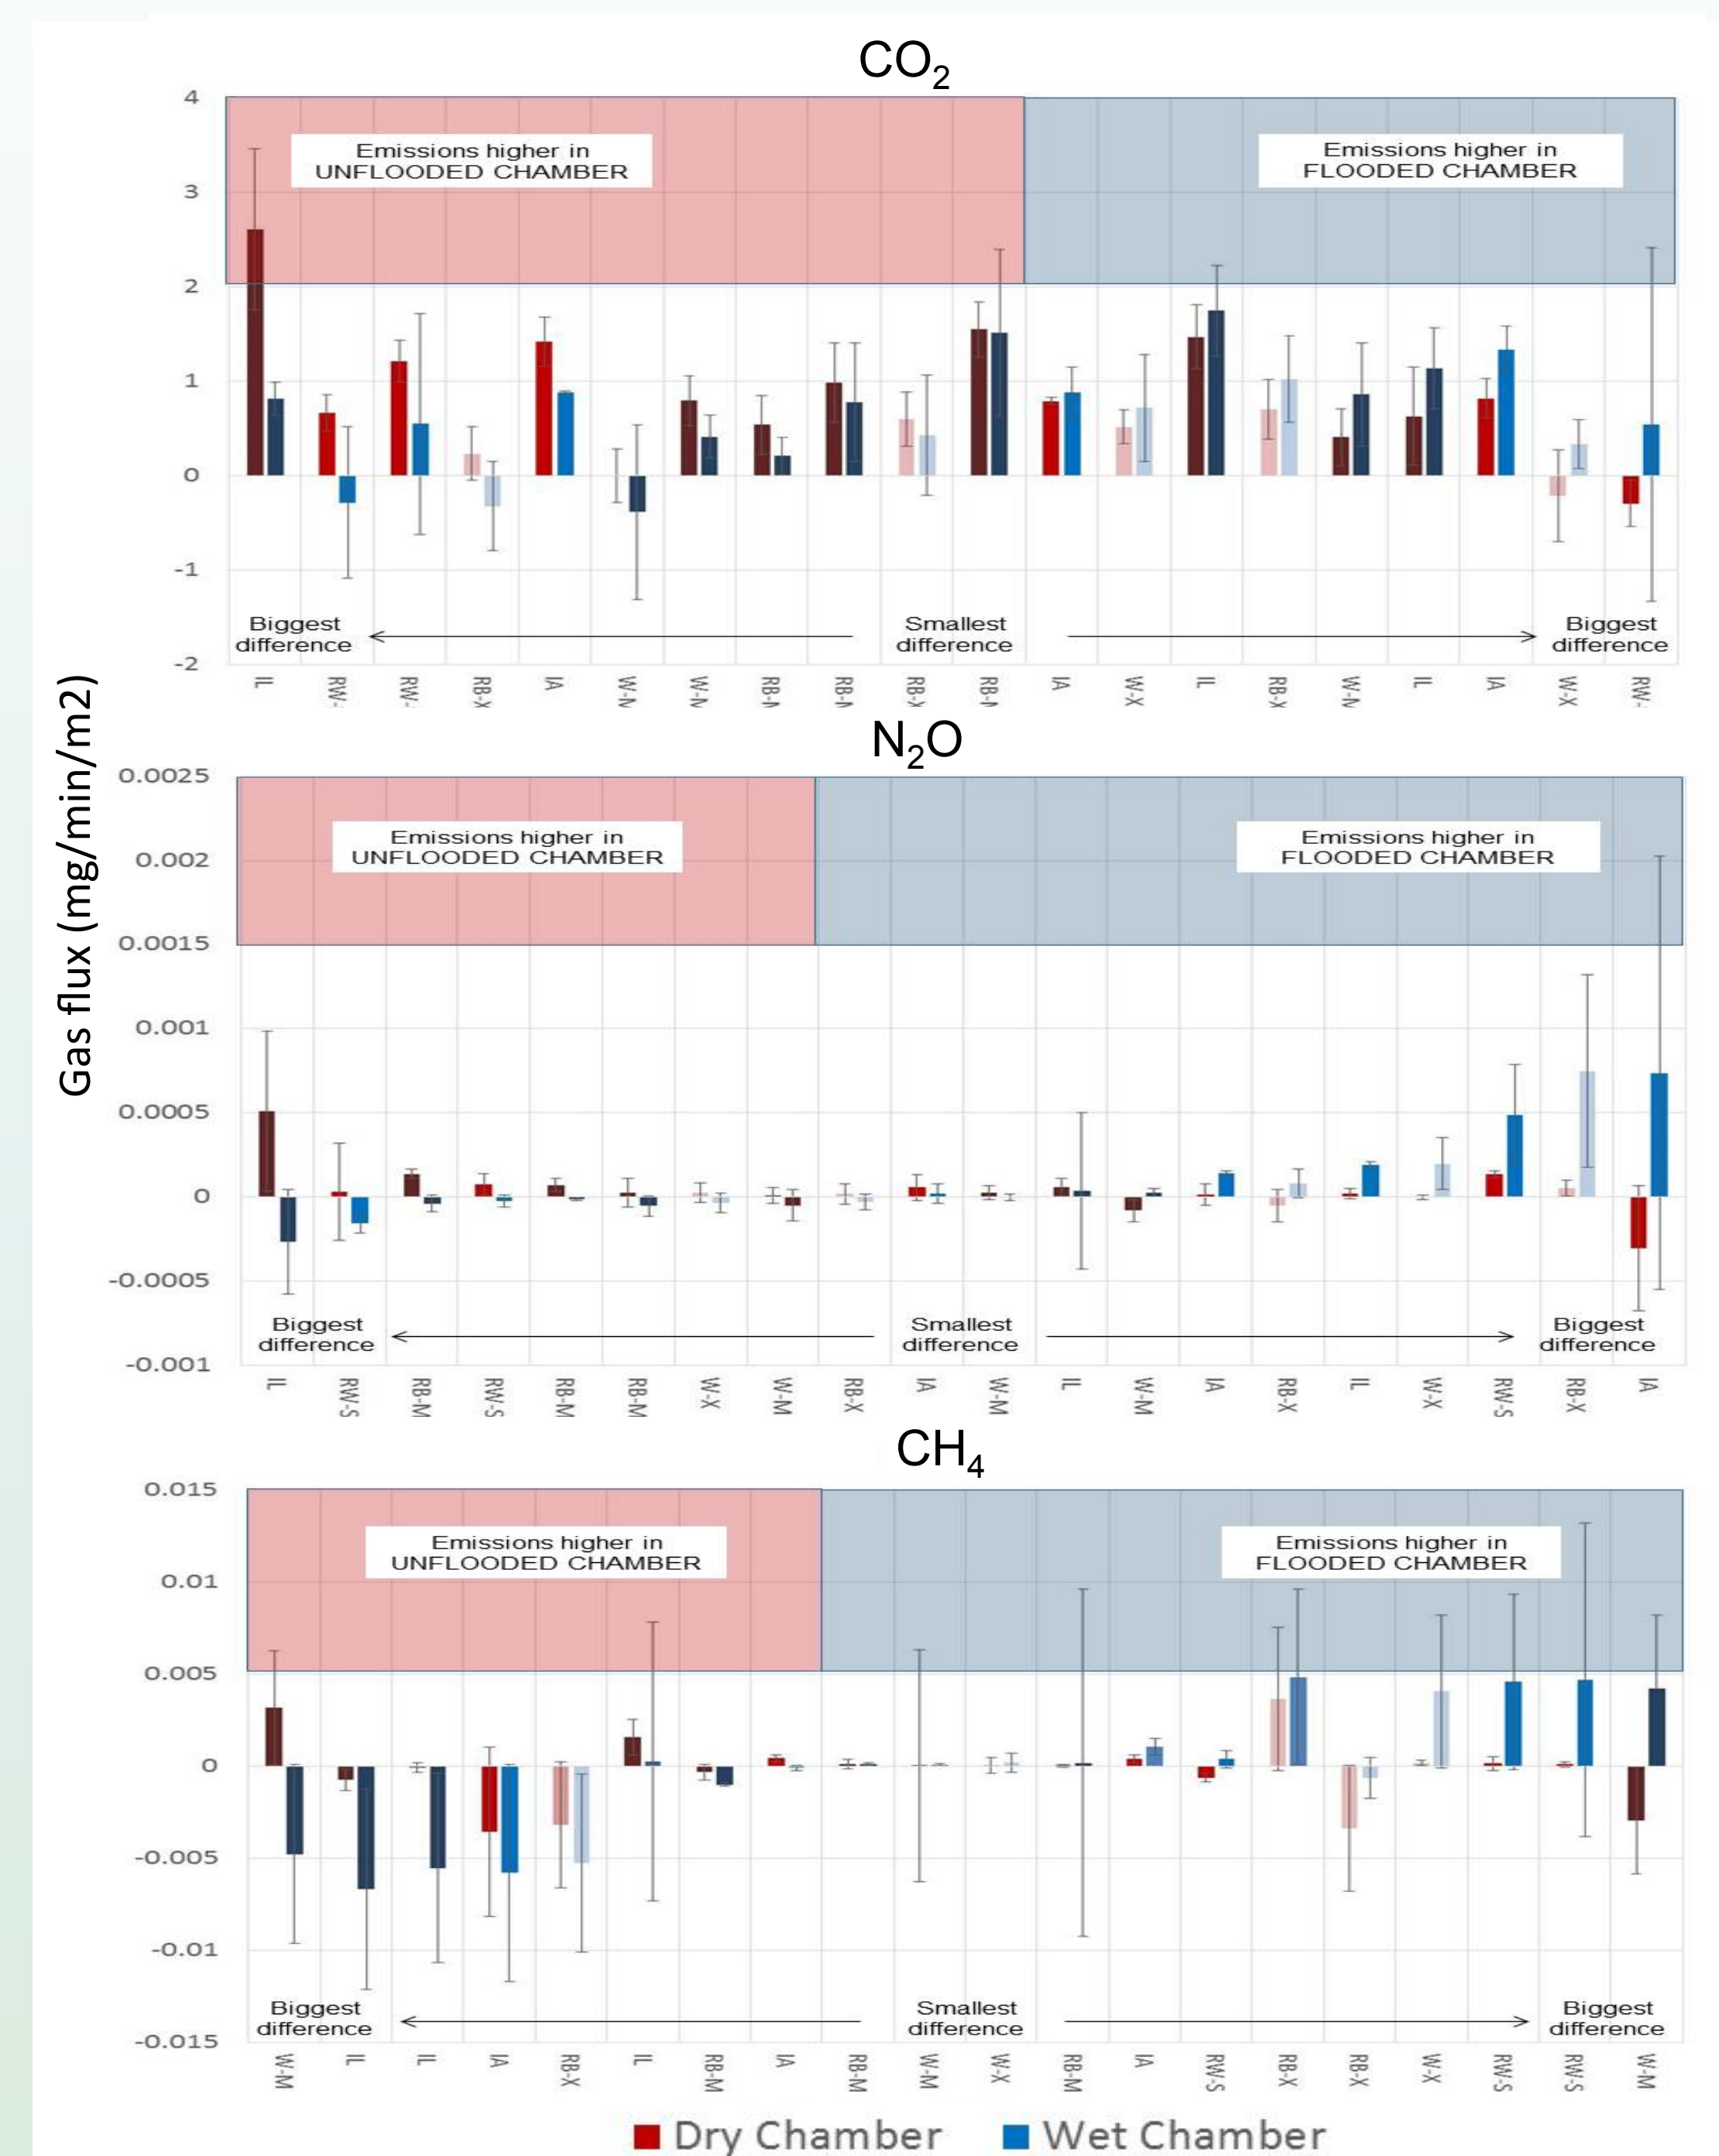 CO2
4
Emissions higher in
UNFLOODED CHAMBER
Emissions higher in
FLOODED CHAMBER
3
2
1
0
-1
Biggest
difference
Smallest
difference
Biggest
difference
-2
IL RW- RW- RB-X IA W-N W-N RB-N RB-N RB-X RB-N IA W-X IL RB-X W-N IL IA W-X RW-
Gas flux (mg/min/m2)
N2O
0.0025
Emissions higher in
UNFLOODED CHAMBER
Emissions higher in
FLOODED CHAMBER
0.002
0.0015
0.001
0.0005
0
-0.0005
Biggest
difference
Smallest
difference
Biggest
difference
-0.001
IL RW-S RB-M RW-S RB-M RB-M W-X W-M RB-X IA W-M IL W-M IA RB-X IL W-X RW-S RB-X IA
CH4
0.015
Emissions higher in
UNFLOODED CHAMBER
Emissions higher in
FLOODED CHAMBER
0.01
0.005
0
-0.005
-0.01
Biggest
difference
Smallest
difference
Biggest
difference
-0.015
W-M IL IL IA RB-X IL RB-M IA RB-M W-M W-X RB-M IA RW-S RB-X RB-X W-X RW-S RW-S W-M
Dry Chamber Wet Chamber